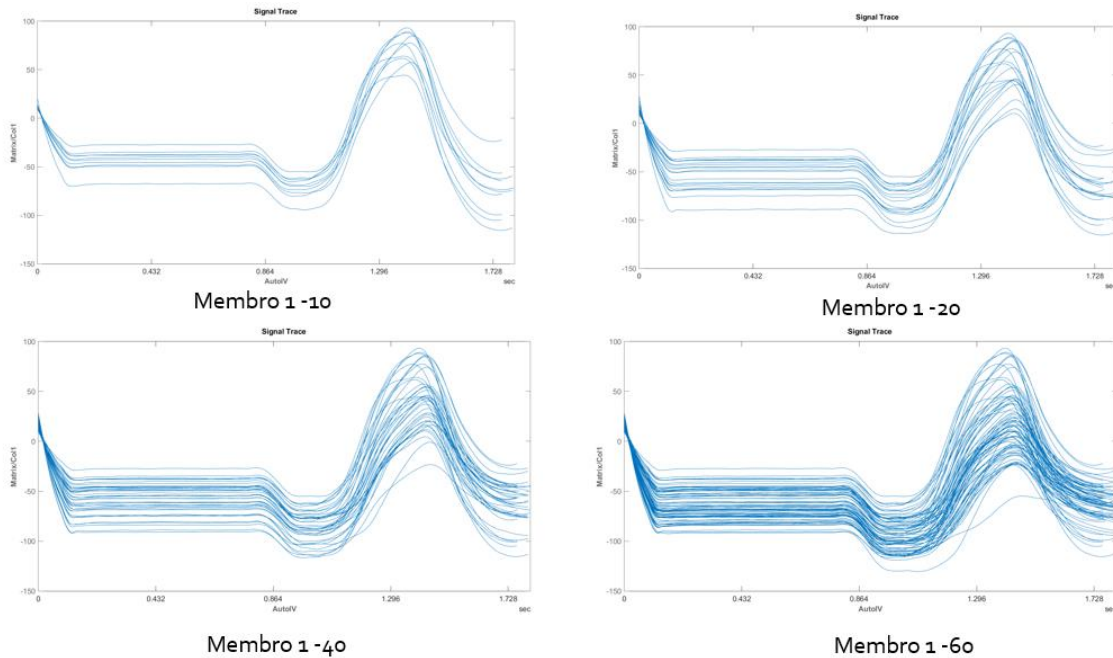 Signal Trace
100
50
0
-50
-100
-150
Matrix/Col1
0 0.432 0.864 1.296 1.728
AutoIV sec
Membro 1 -10
Signal Trace
100
50
0
-50
-100
-150
Matrix/Col1
0 0.432 0.864 1.296 1.728
AutoIV sec
Membro 1 -20
Signal Trace
100
50
0
-50
-100
-150
Matrix/Col1
0 0.432 0.864 1.296 1.728
AutoIV sec
Membro 1 -40
Signal Trace
100
50
0
-50
-100
-150
Matrix/Col1
0 0.432 0.864 1.296 1.728
AutoIV sec
Membro 1 -60